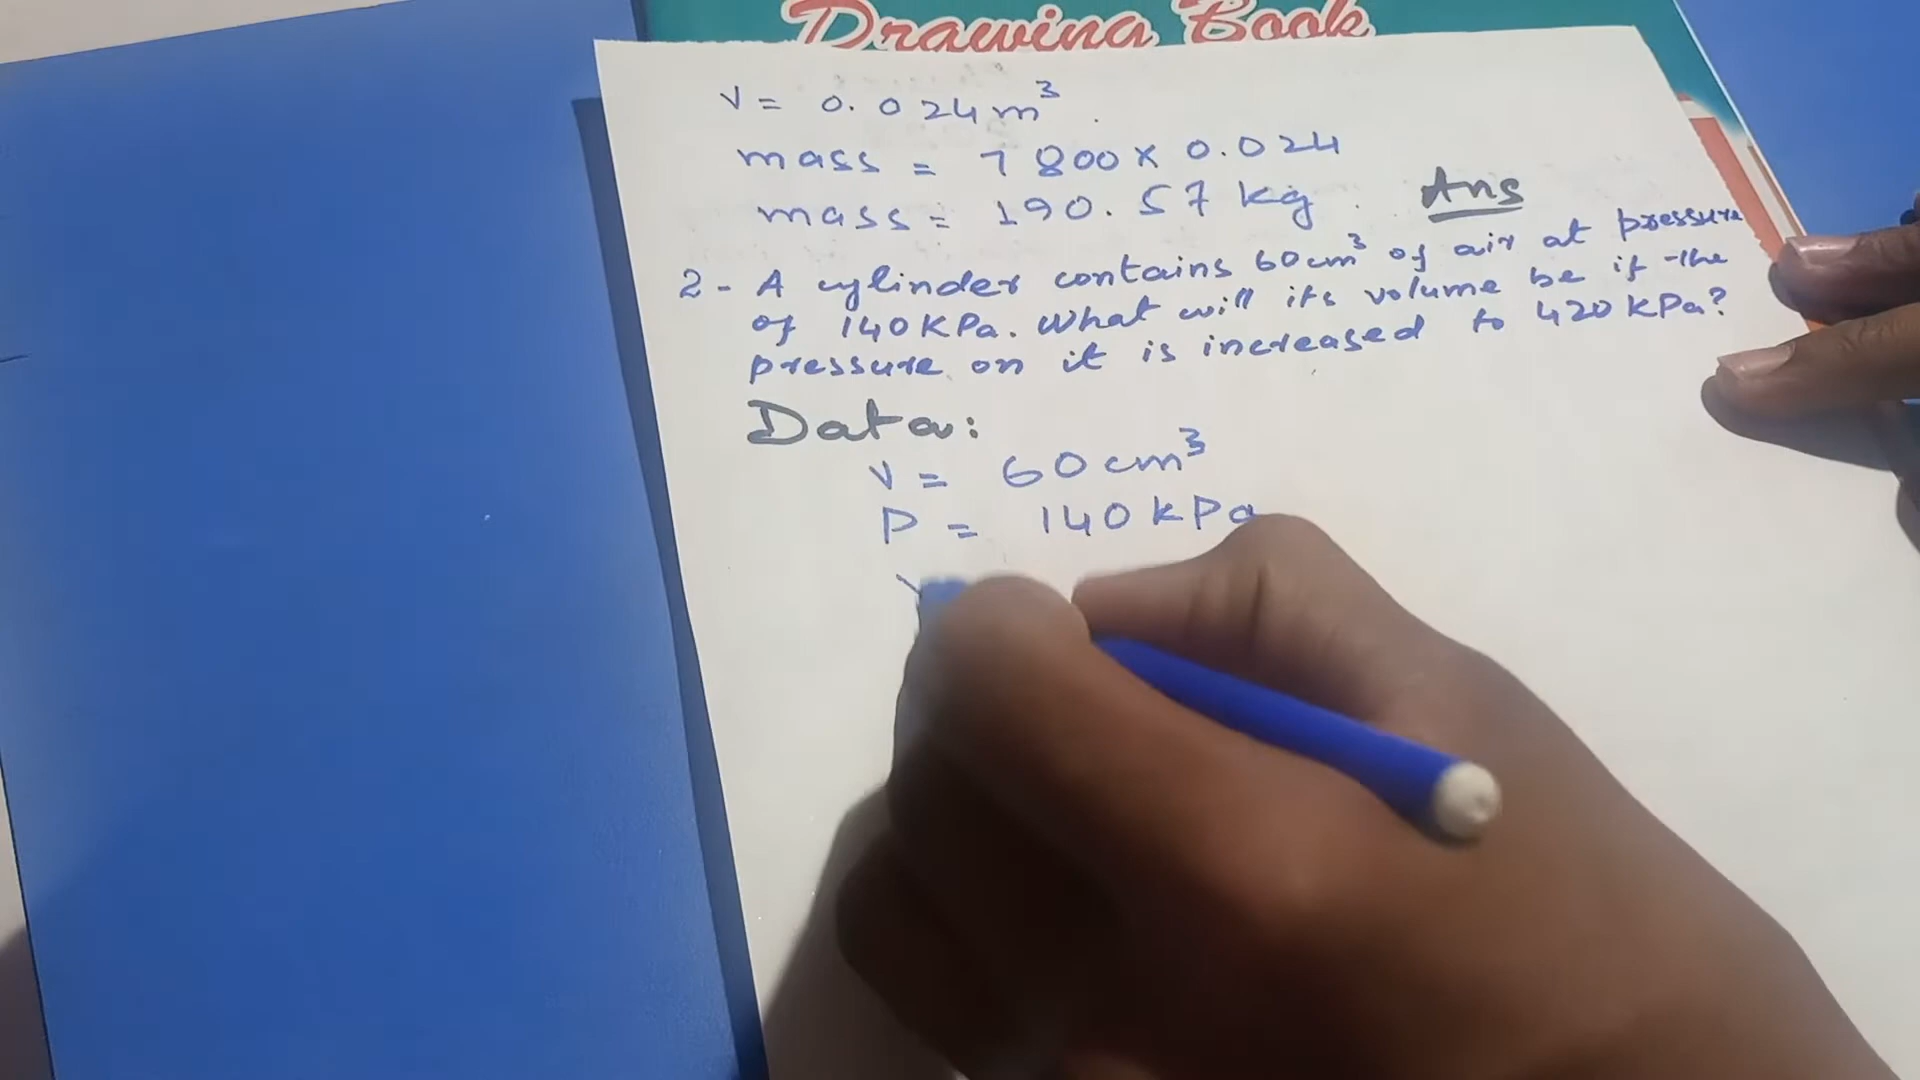 Drawing Book
V = 0.024 m³.
mass = 7800 x 0.024
mass = 190.57 kg. Ans
2- A cylinder contains 60cm³ of air at pressure
of 140 KPa. What will its volume be if the
pressure on it is increased to 420 KPa?
Data:
V = 60 cm³
P = 140 kPa